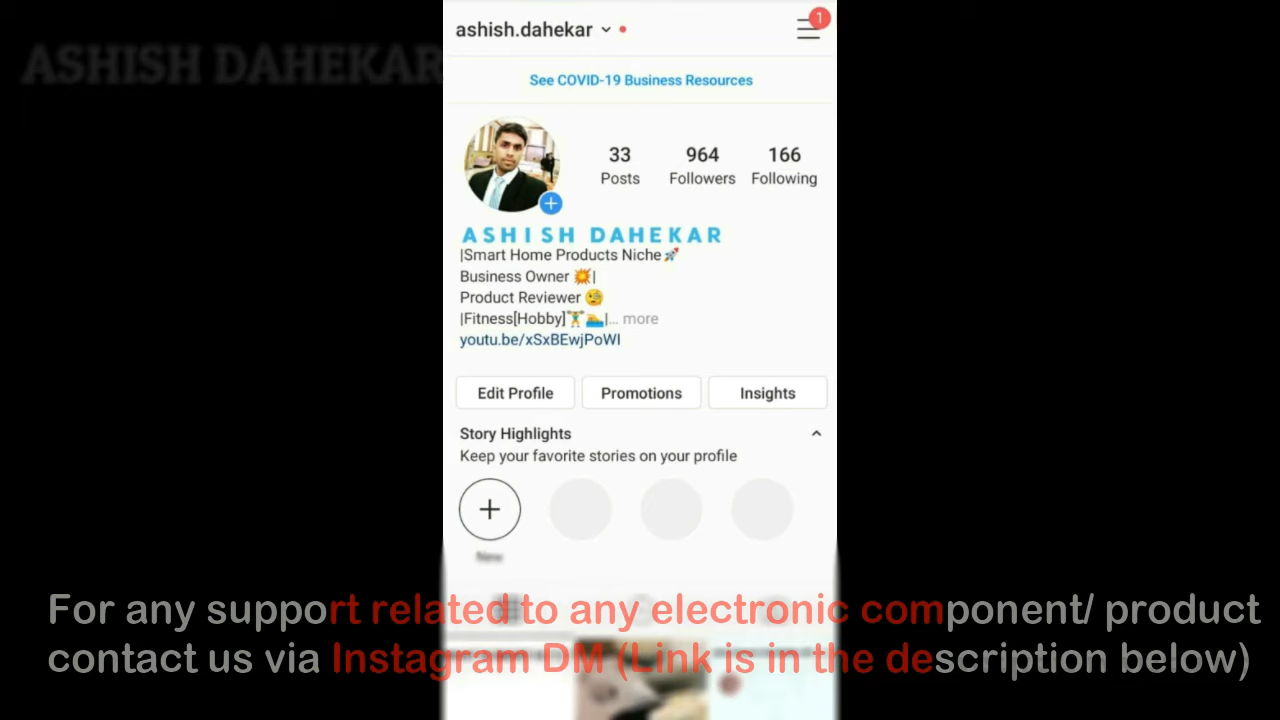 ASHISH DAHEKAR
ashish.dahekar
1
See COVID-19 Business Resources
33 964 166
Posts Followers Following
ASHISH DAHEKAR
|Smart Home Products Niche🚀
Business Owner 💥|
Product Reviewer 🧐
|Fitness[Hobby]🏋️🏊|... more
youtu.be/xSxBEwjPoWI
Edit Profile Promotions Insights
Story Highlights
Keep your favorite stories on your profile
New
For any support related to any electronic component/ product
contact us via Instagram DM (Link is in the description below)